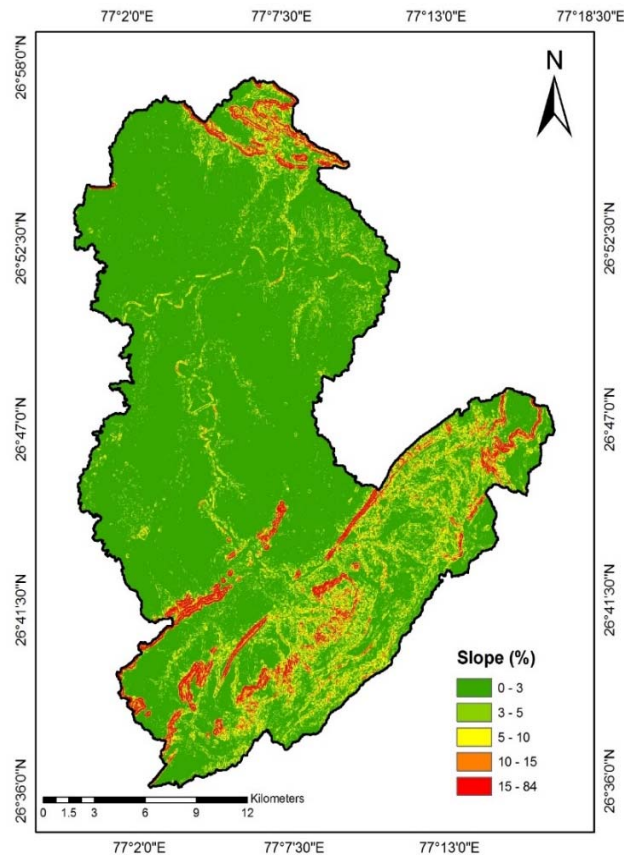 77°2'0"E 77°7'30"E 77°13'0"E 77°18'30"E
26°58'0"N
N
26°52'30"N 26°52'30"N
26°47'0"N 26°47'0"N
26°41'30"N 26°41'30"N
Slope (%)
0 - 3
3 - 5
5 - 10
10 - 15
15 - 84
26°36'0"N 26°36'0"N
Kilometers
0 1.5 3 6 9 12
77°2'0"E 77°7'30"E 77°13'0"E